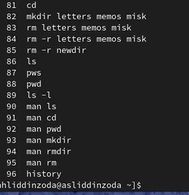 81 cd
82 mkdir letters memos misk
83 rm letters memos misk
84 rm -r letters memos misk
85 rm -r newdir
86 ls
87 pws
88 pwd
89 ls -l
90 man ls
91 man cd
92 man pwd
93 man mkdir
94 man rmdir
95 man rm
96 history
ahliddinzoda@asliddinzoda ~]$